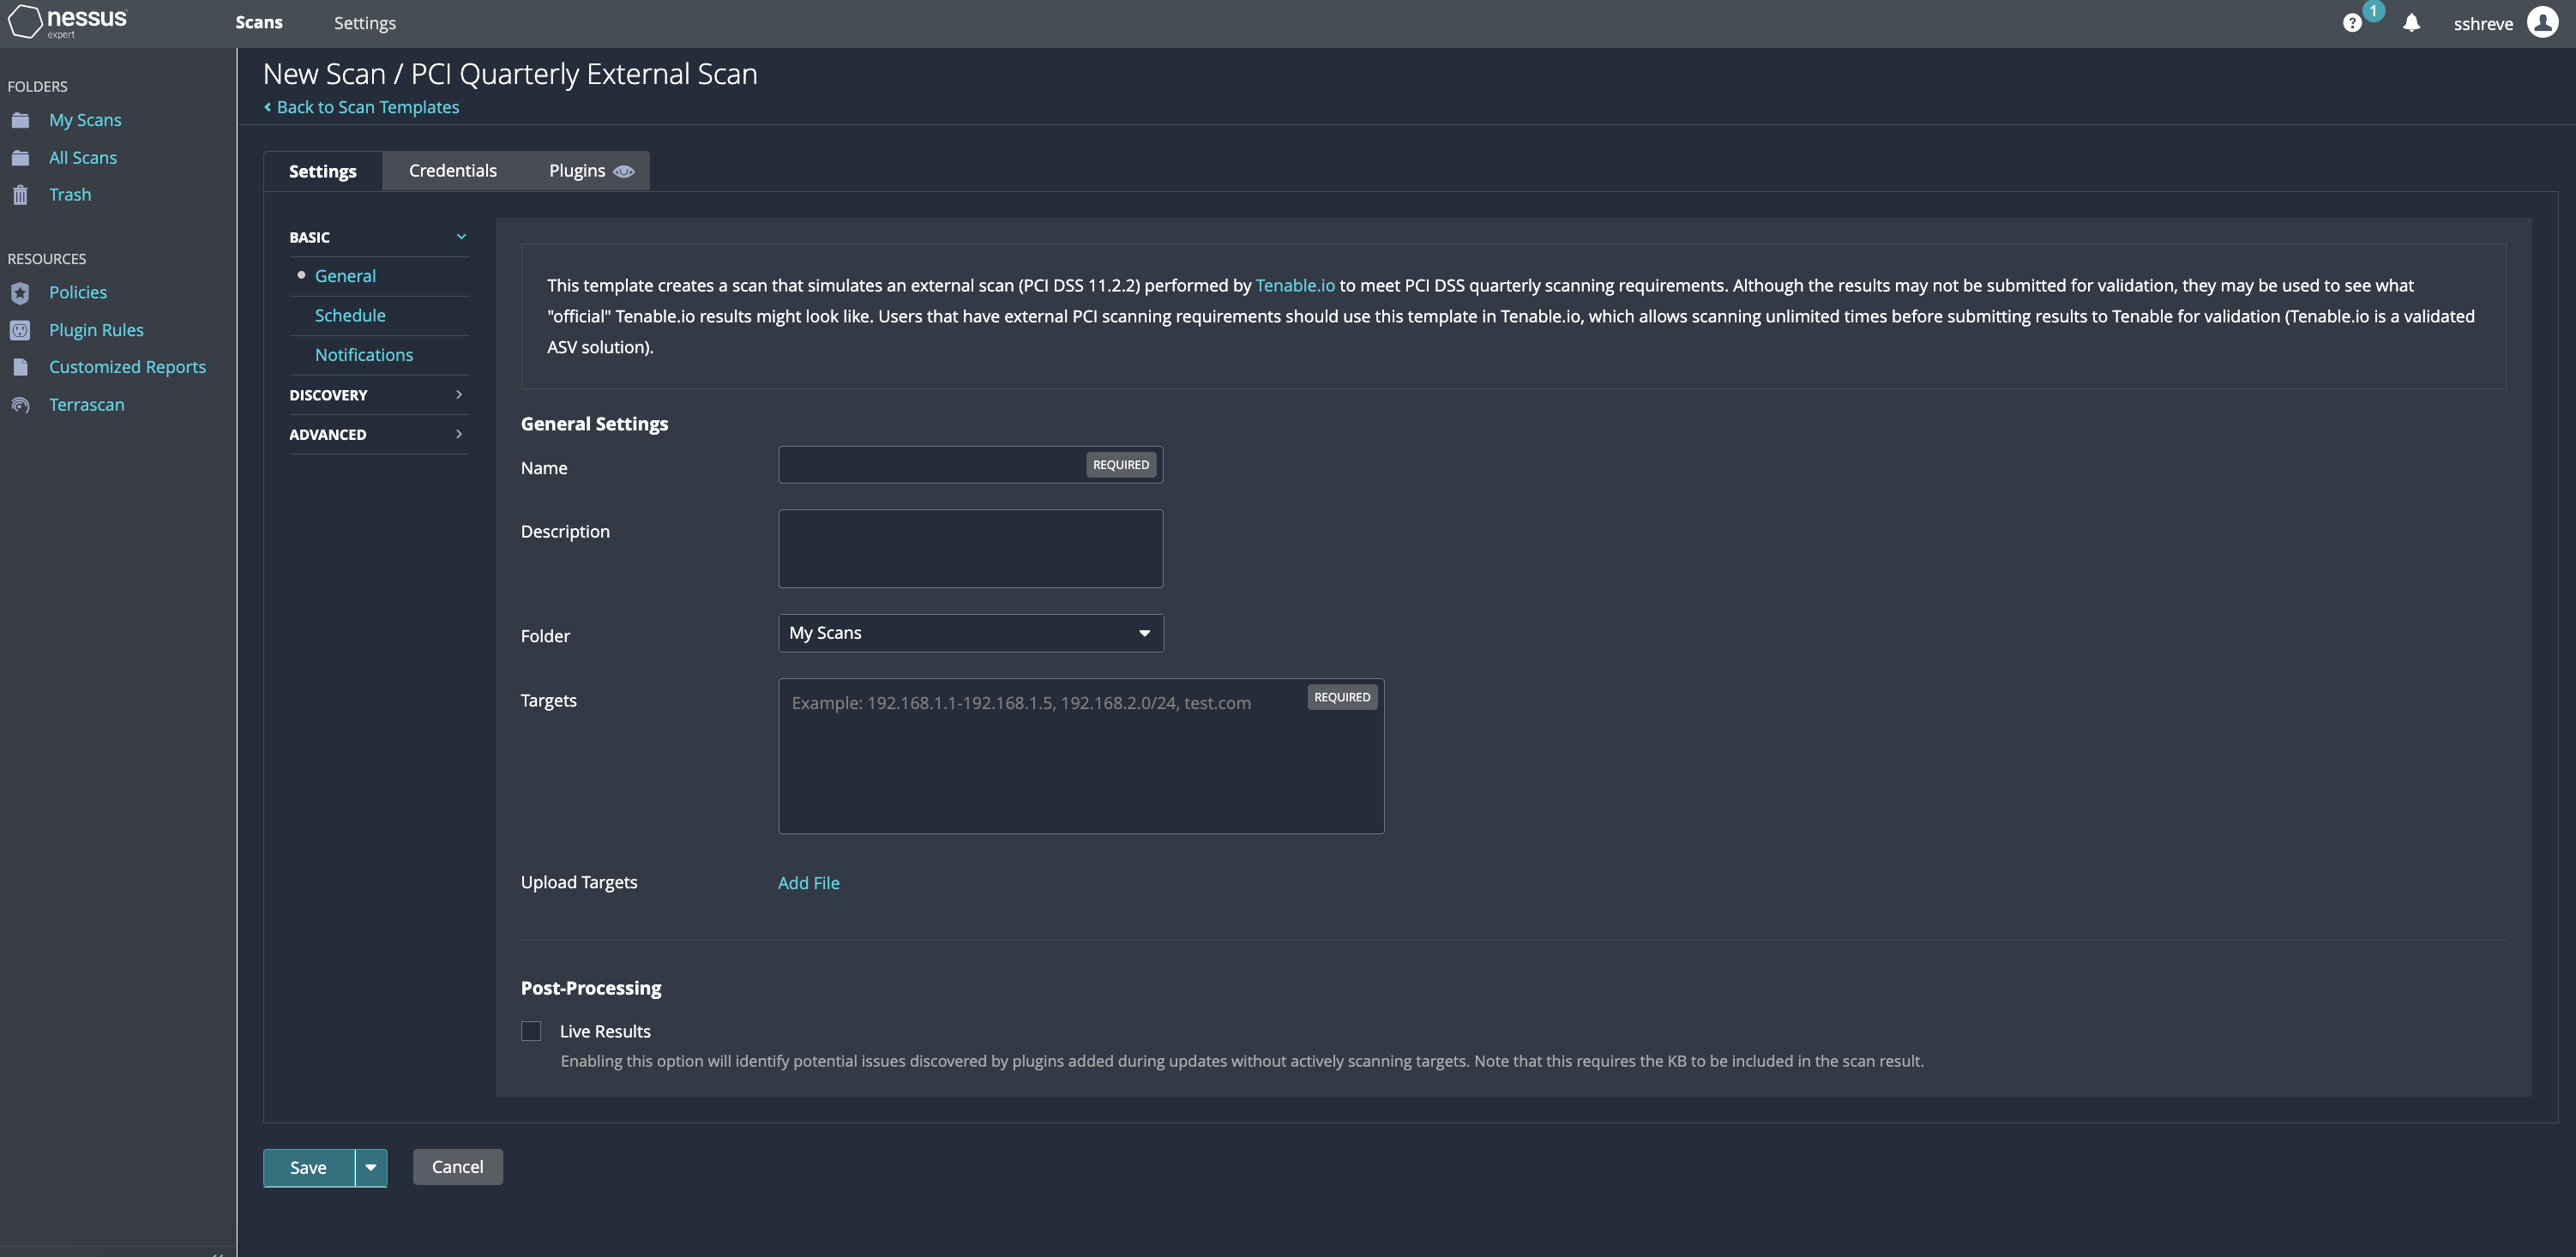 nessus
expert
Scans
Settings
1
sshreve
FOLDERS
My Scans
All Scans
Trash
RESOURCES
Policies
Plugin Rules
Customized Reports
Terrascan
New Scan / PCI Quarterly External Scan
Back to Scan Templates
Settings
Credentials
Plugins
BASIC
General
Schedule
Notifications
DISCOVERY
ADVANCED
This template creates a scan that simulates an external scan (PCI DSS 11.2.2) performed by Tenable.io to meet PCI DSS quarterly scanning requirements. Although the results may not be submitted for validation, they may be used to see what
"official" Tenable.io results might look like. Users that have external PCI scanning requirements should use this template in Tenable.io, which allows scanning unlimited times before submitting results to Tenable for validation (Tenable.io is a validated
ASV solution).
General Settings
Name
REQUIRED
Description
Folder
My Scans
Targets
Example: 192.168.1.1-192.168.1.5, 192.168.2.0/24, test.com
REQUIRED
Upload Targets
Add File
Post-Processing
Live Results
Enabling this option will identify potential issues discovered by plugins added during updates without actively scanning targets. Note that this requires the KB to be included in the scan result.
Save
Cancel